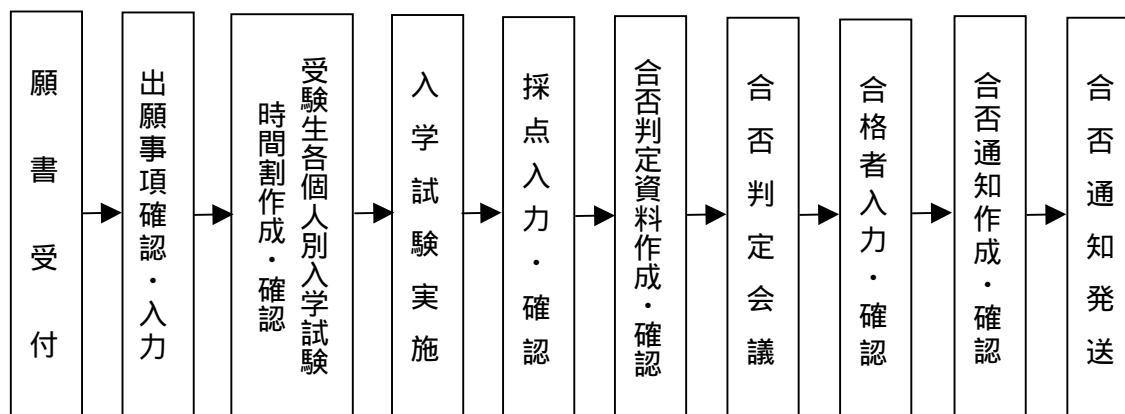 願書受付
出願事項確認・入力
受験生各個人別入学試験
時間割作成・確認
入学試験実施
採点入力・確認
合否判定資料作成・確認
合否判定会議
合格者入力・確認
合否通知作成・確認
合否通知発送